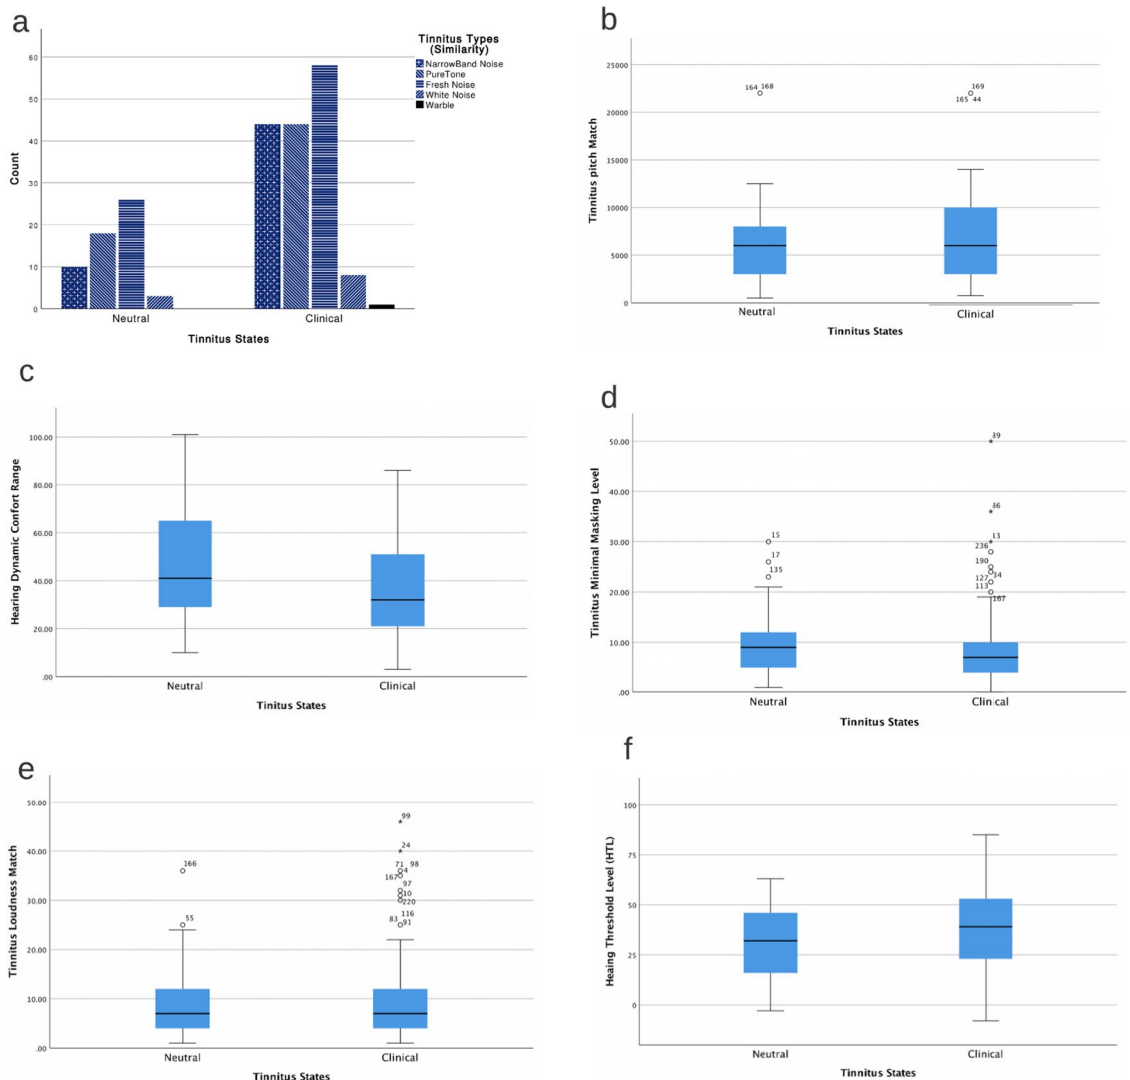 a
Tinnitus Types
(Similarity)
NarrowBand Noise
PureTone
Fresh Noise
White Noise
Warble
Count
60
50
40
30
20
10
0
Neutral
Clinical
Tinnitus States
b
Tinnitus pitch Match
25000
20000
15000
10000
5000
0
164 168
169
165 44
Neutral
Clinical
Tinnitus States
c
Hearing Dynamic Confort Range
100.00
80.00
60.00
40.00
20.00
.00
Neutral
Clinical
Tinitus States
d
Tinnitus Minimal Masking Level
50.00
40.00
30.00
20.00
10.00
.00
15
17
135
39
36
13
236
190
34
127
113
167
Neutral
Clinical
Tinnitus States
e
Tinnitus Loudness Match
50.00
40.00
30.00
20.00
10.00
.00
166
55
99
24
71 98
4
167
97
10
220
116
83 91
Neutral
Clinical
Tinnitus States
f
Heaing Threshold Level (HTL)
100
75
50
25
0
Neutral
Clinical
Tinnitus States